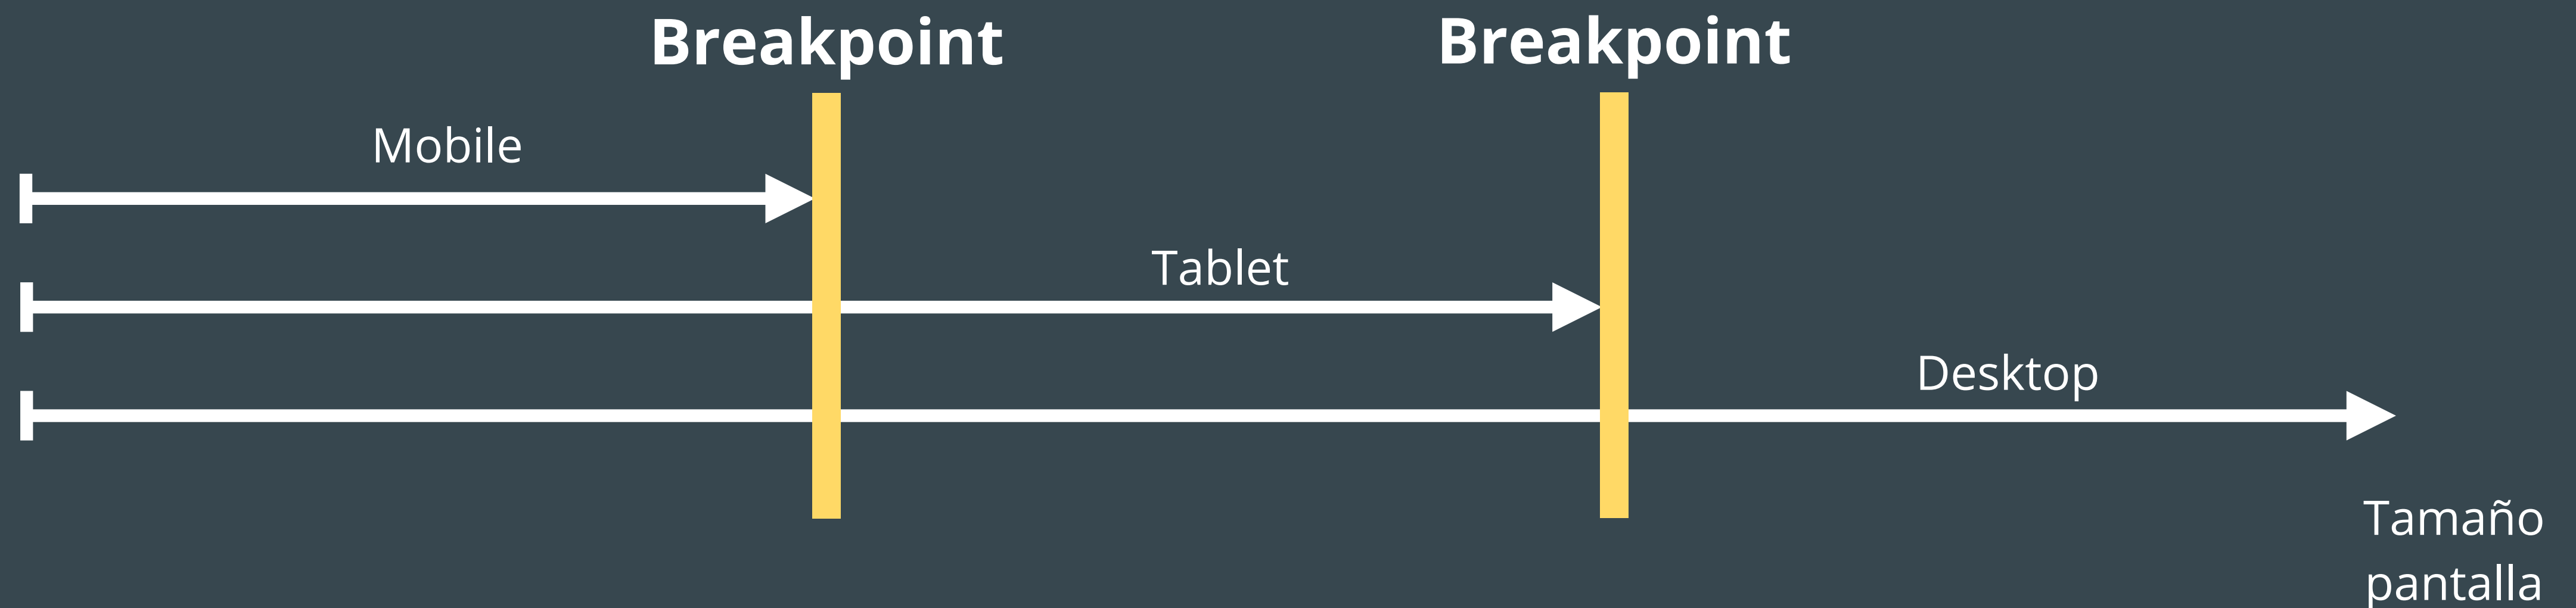 Breakpoint
Breakpoint
Mobile
Tablet
Desktop
Tamaño
pantalla